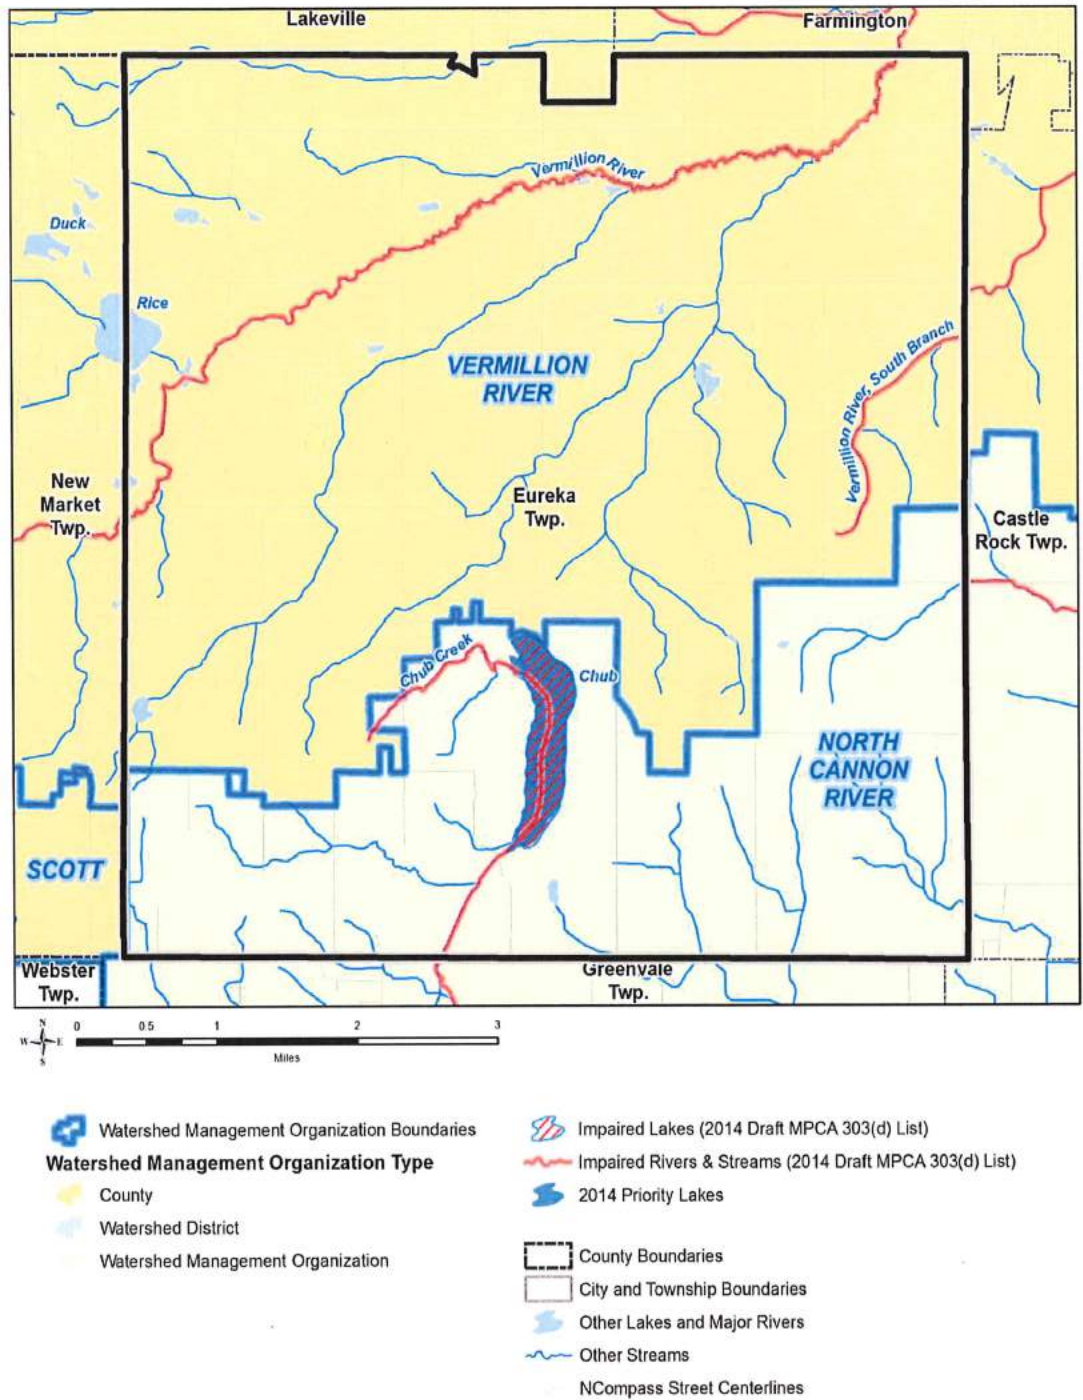 Lakeville
Farmington
Vermillion River
Duck
Rice
VERMILLION
RIVER
Vermillion River, South Branch
New
Market
Twp.
Eureka
Twp.
Castle
Rock Twp.
Chub Creek
Chub
NORTH
CANNON
RIVER
SCOTT
Webster
Twp.
Greenvale
Twp.
N
W
E
S
0
0.5
1
2
3
Miles
Watershed Management Organization Boundaries
Watershed Management Organization Type
County
Watershed District
Watershed Management Organization
Impaired Lakes (2014 Draft MPCA 303(d) List)
Impaired Rivers & Streams (2014 Draft MPCA 303(d) List)
2014 Priority Lakes
County Boundaries
City and Township Boundaries
Other Lakes and Major Rivers
Other Streams
NCompass Street Centerlines